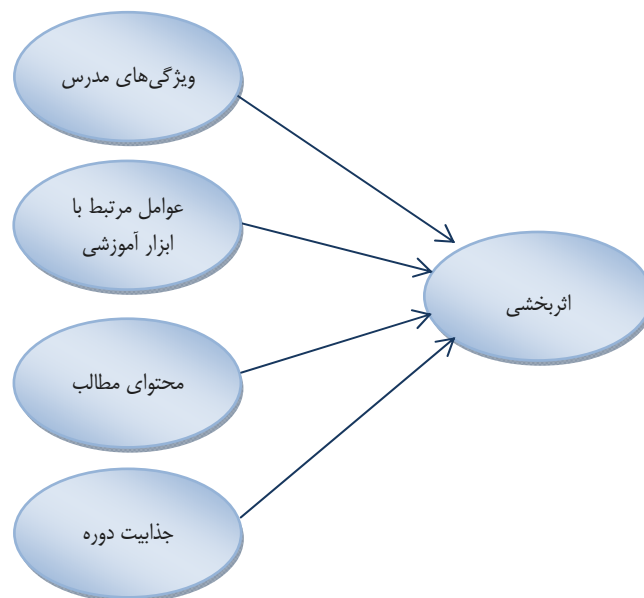 ویژگی‌های مدرس
عوامل مرتبط با
ابزار آموزشی
اثربخشی
محتوای مطالب
جذابیت دوره